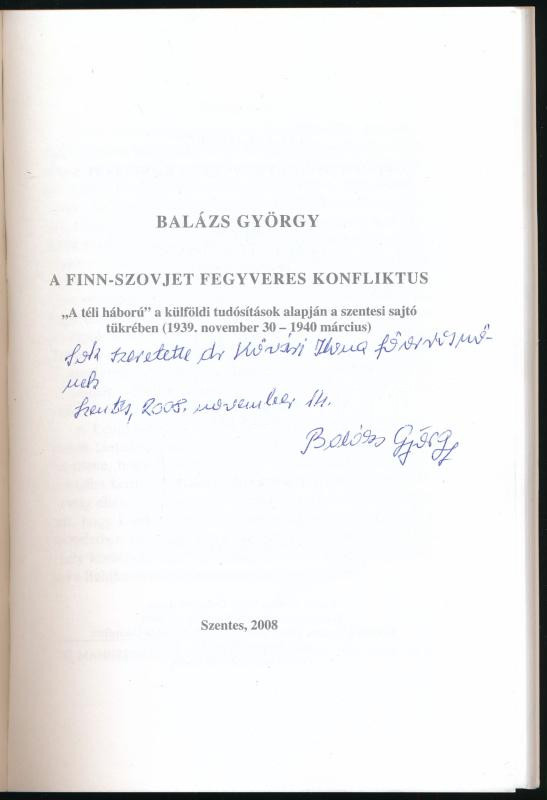 BALÁZS GYÖRGY
A FINN-SZOVJET FEGYVERES KONFLIKTUS
„A téli háború” a külföldi tudósítások alapján a szentesi sajtó
tükrében (1939. november 30 – 1940 március)
Sok szeretette dr Kővári Ilona főorvosnő-
nek
Szentes, 2008. november 14.
Balázs György
Szentes, 2008